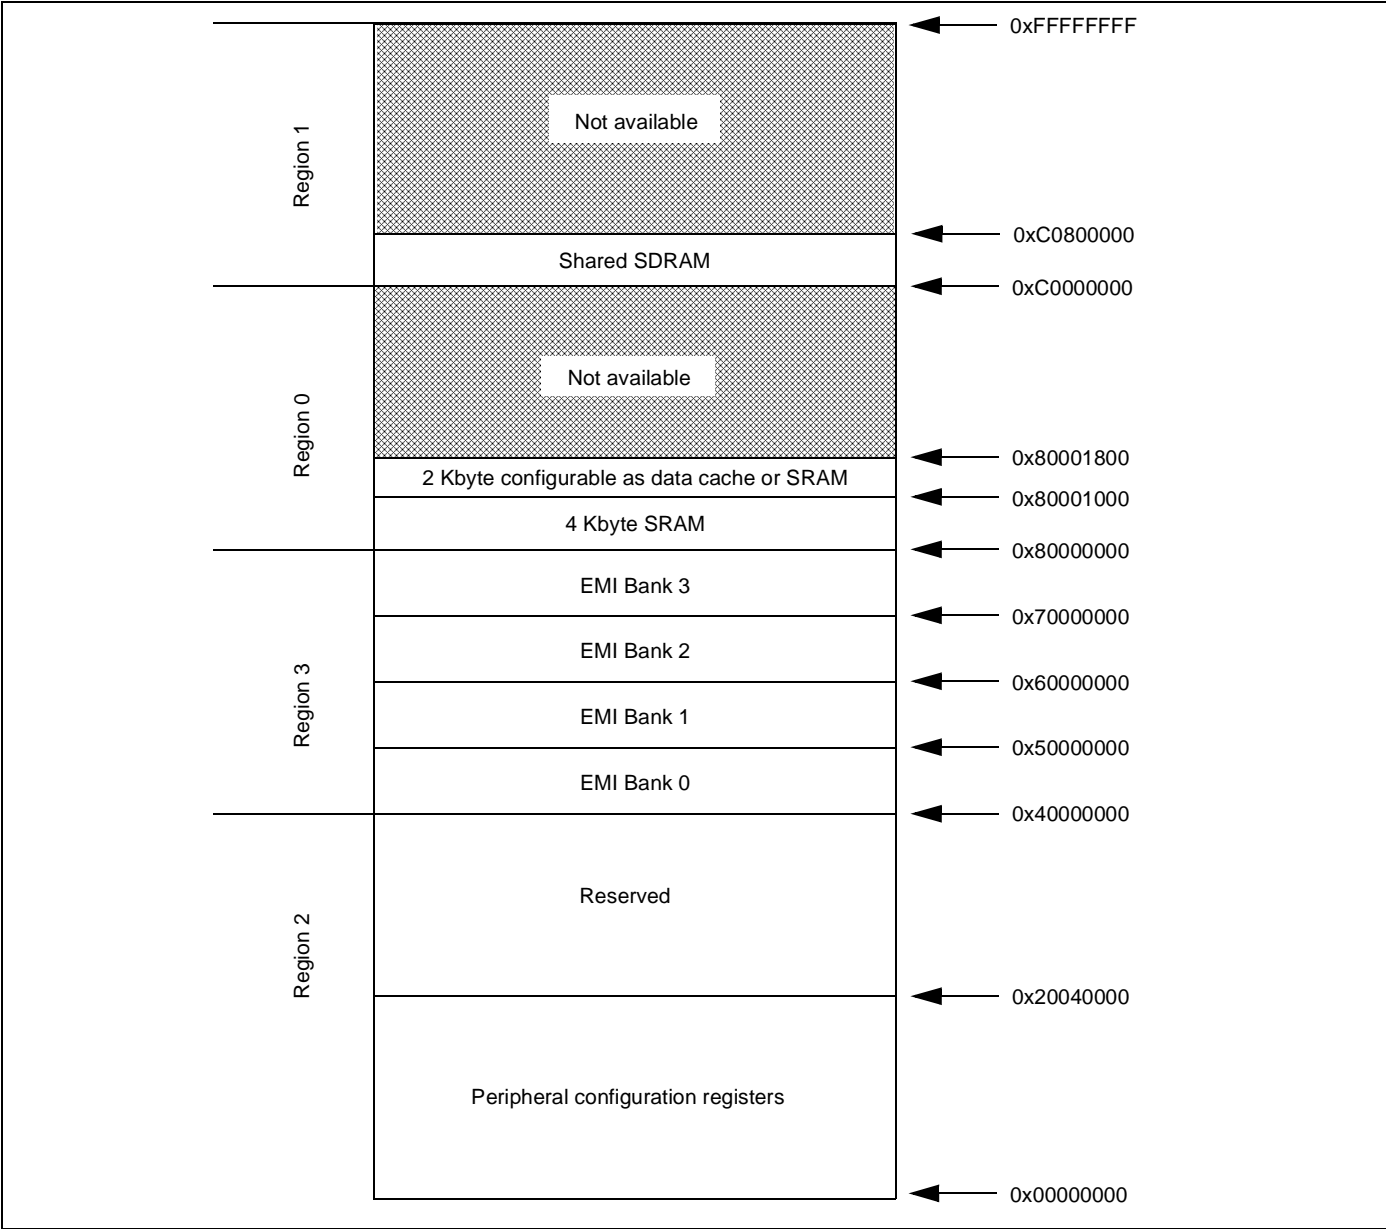 0xFFFFFFFF
Not available
Region 1
0xC0800000
Shared SDRAM
0xC0000000
Not available
Region 0
0x80001800
2 Kbyte configurable as data cache or SRAM
0x80001000
4 Kbyte SRAM
0x80000000
EMI Bank 3
0x70000000
EMI Bank 2
Region 3
0x60000000
EMI Bank 1
0x50000000
EMI Bank 0
0x40000000
Reserved
Region 2
0x20040000
Peripheral configuration registers
0x00000000